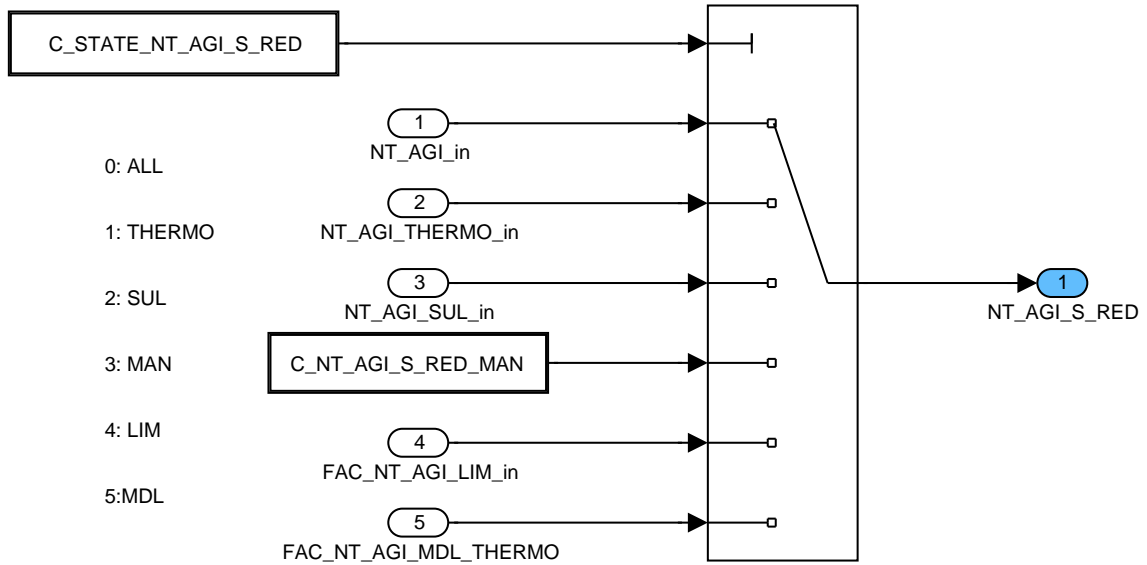 C_STATE_NT_AGI_S_RED
1
NT_AGI_in
0: ALL
2
NT_AGI_THERMO_in
1: THERMO
3
NT_AGI_SUL_in
1
NT_AGI_S_RED
2: SUL
C_NT_AGI_S_RED_MAN
3: MAN
4
FAC_NT_AGI_LIM_in
4: LIM
5
FAC_NT_AGI_MDL_THERMO
5:MDL